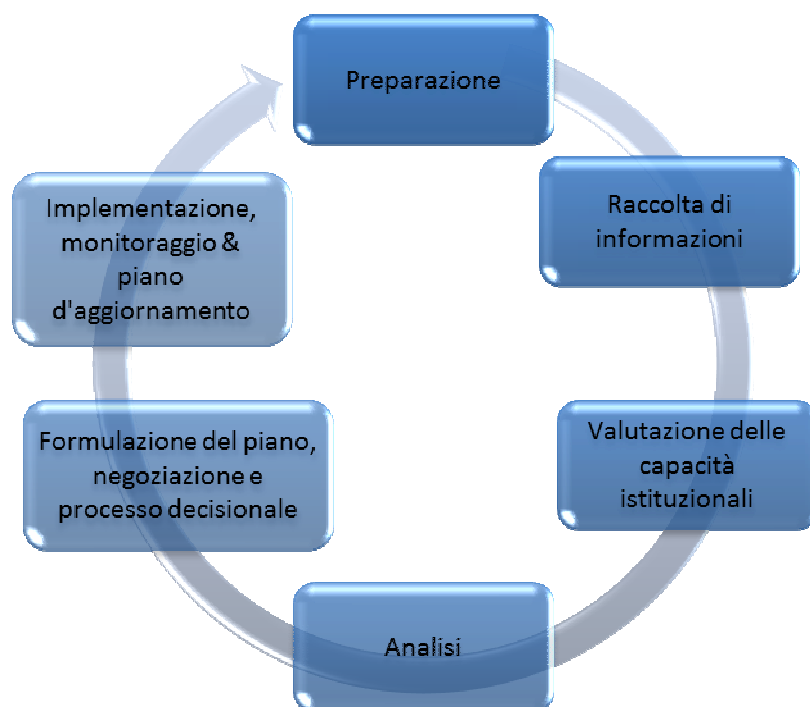 Preparazione
Raccolta di
informazioni
Valutazione delle
capacità
istituzionali
Analisi
Formulazione del piano,
negoziazione e
processo decisionale
Implementazione,
monitoraggio &
piano
d'aggiornamento